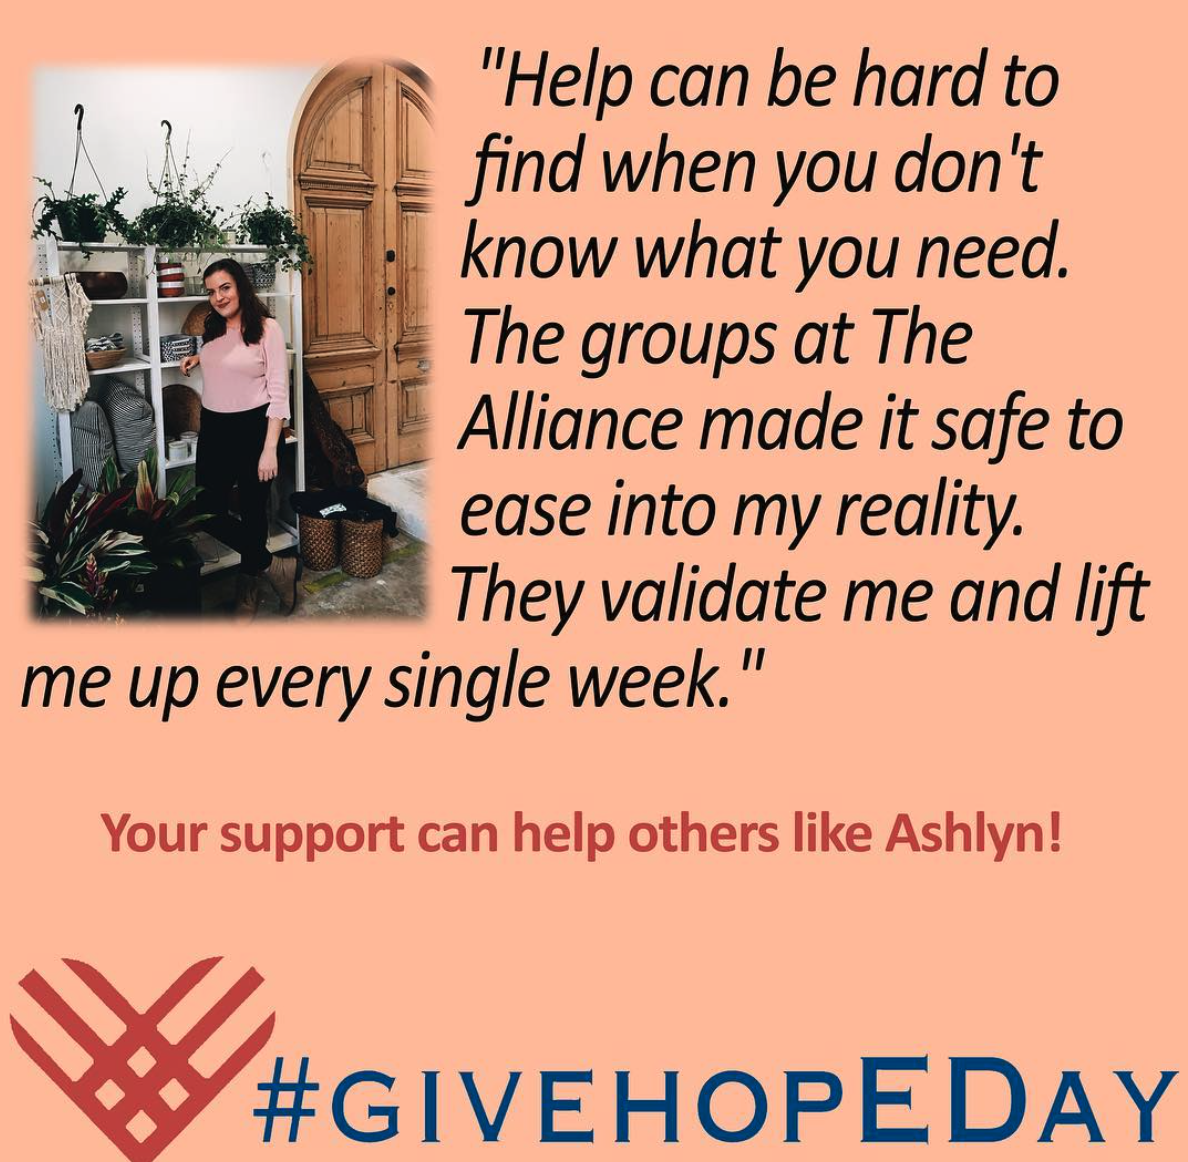 "Help can be hard to
find when you don't
know what you need.
The groups at The
Alliance made it safe to
ease into my reality.
They validate me and lift
me up every single week."
Your support can help others like Ashlyn!
#GIVEHOPEDAY